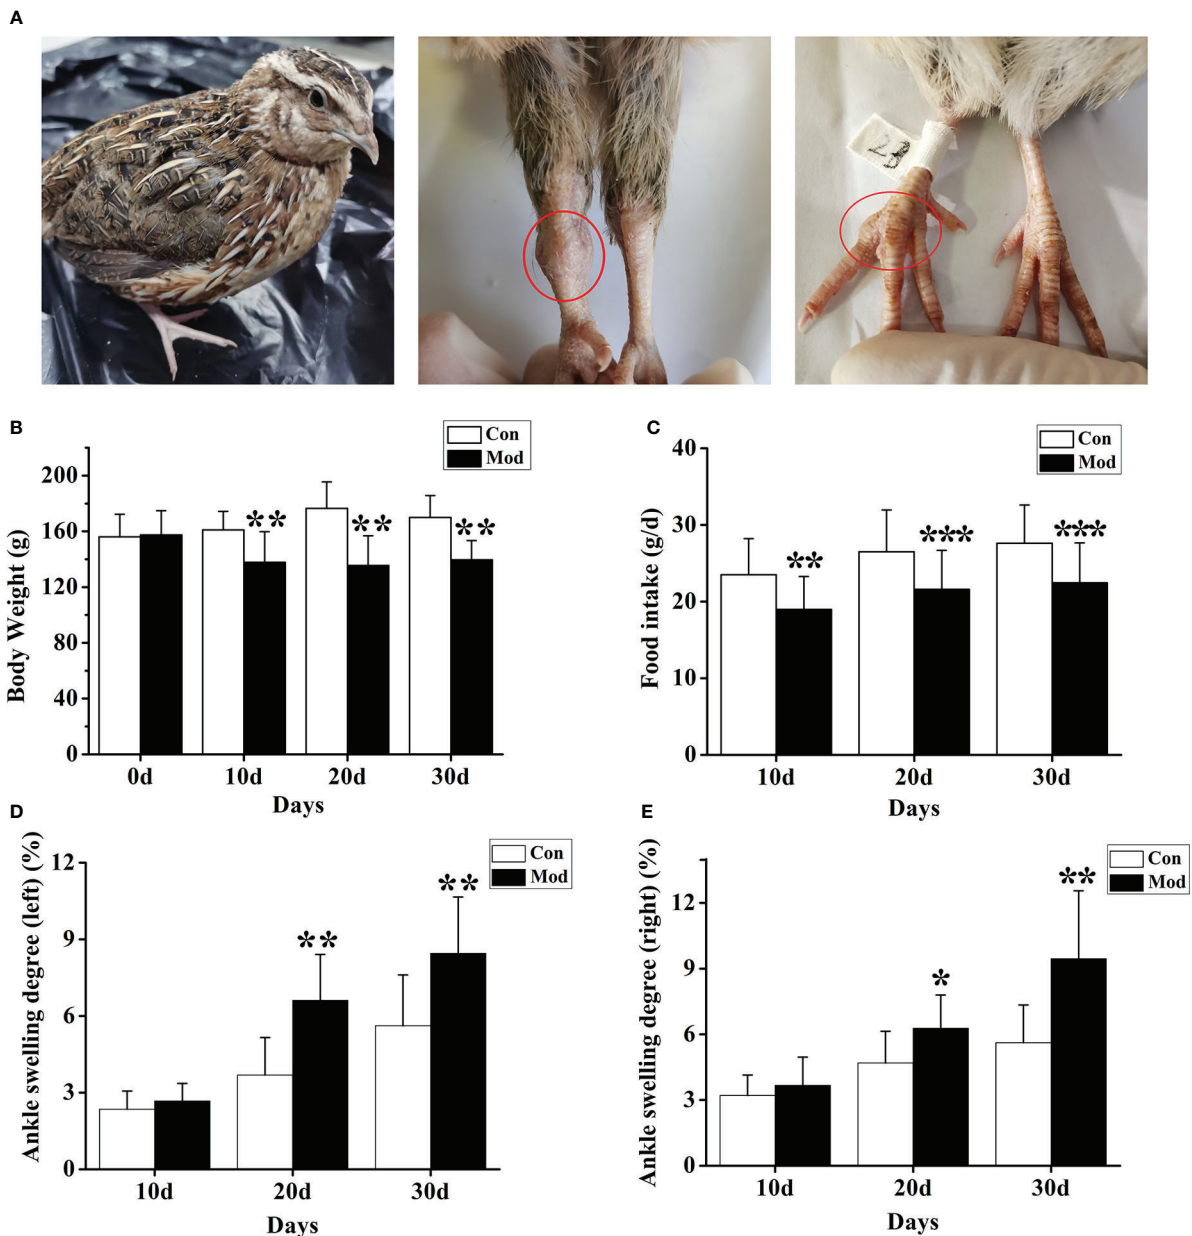 A
B
Con
Mod
Body Weight (g)
200
160
120
80
40
0
** ** **
0d 10d 20d 30d
Days
C
Con
Mod
Food intake (g/d)
40
30
20
10
0
** *** ***
10d 20d 30d
Days
D
Con
Mod
Ankle swelling degree (left) (%)
12
9
6
3
0
** **
10d 20d 30d
Days
E
Con
Mod
Ankle swelling degree (right) (%)
12
9
6
3
0
* **
10d 20d 30d
Days